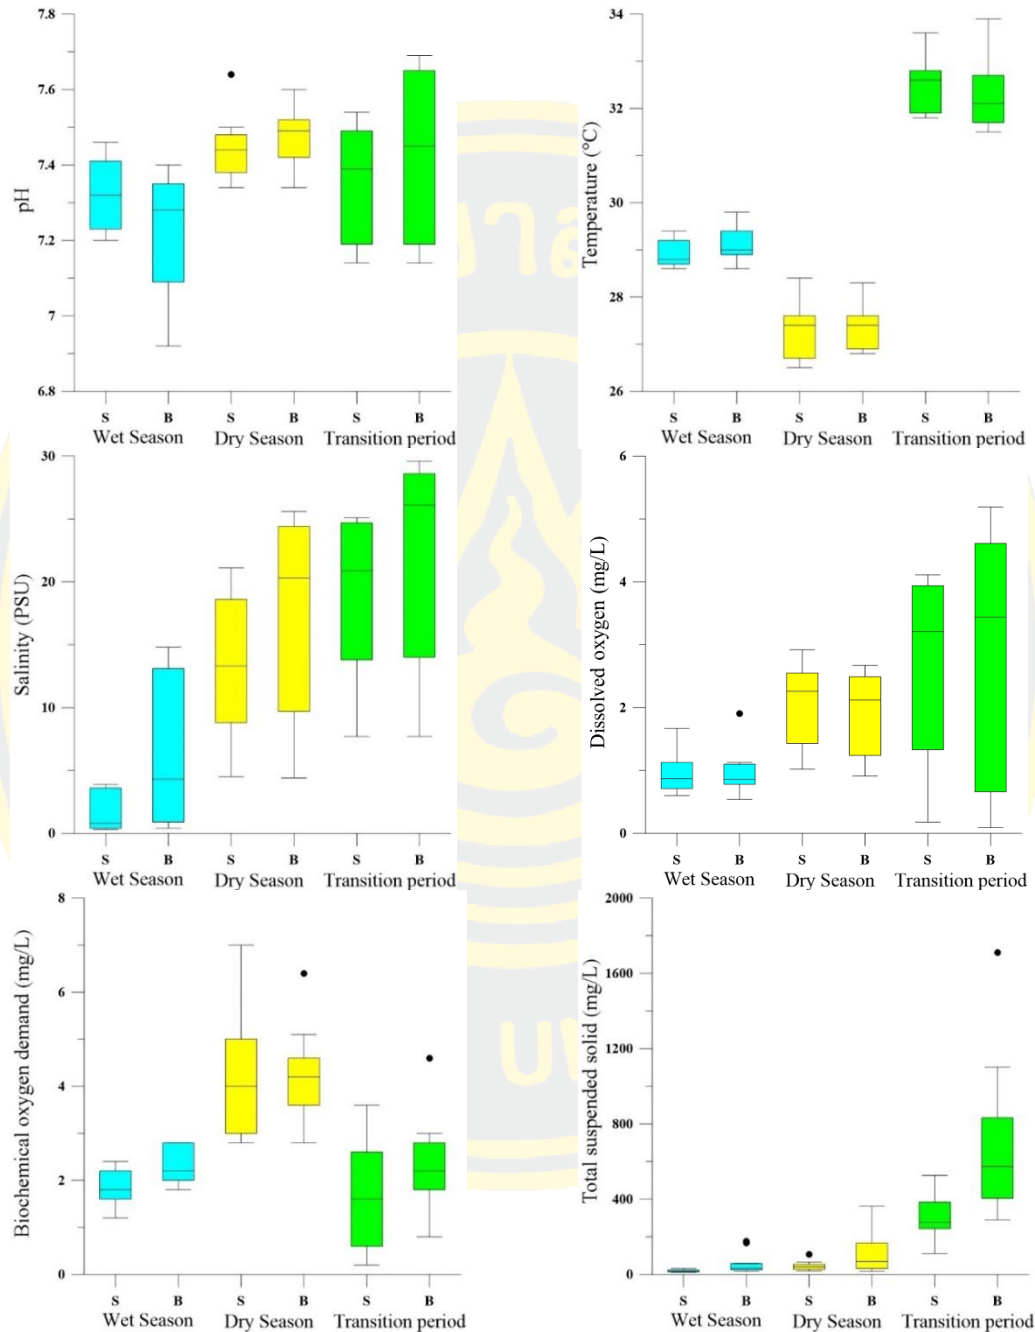 7.8
7.6
7.4
7.2
7
6.8
pH
S B S B S B
Wet Season Dry Season Transition period
34
32
30
28
26
Temperature (°C)
S B S B S B
Wet Season Dry Season Transition period
30
20
10
0
Salinity (PSU)
S B S B S B
Wet Season Dry Season Transition period
6
4
2
0
Dissolved oxygen (mg/L)
S B S B S B
Wet Season Dry Season Transition period
8
6
4
2
0
Biochemical oxygen demand (mg/L)
S B S B S B
Wet Season Dry Season Transition period
2000
1600
1200
800
400
0
Total suspended solid (mg/L)
S B S B S B
Wet Season Dry Season Transition period